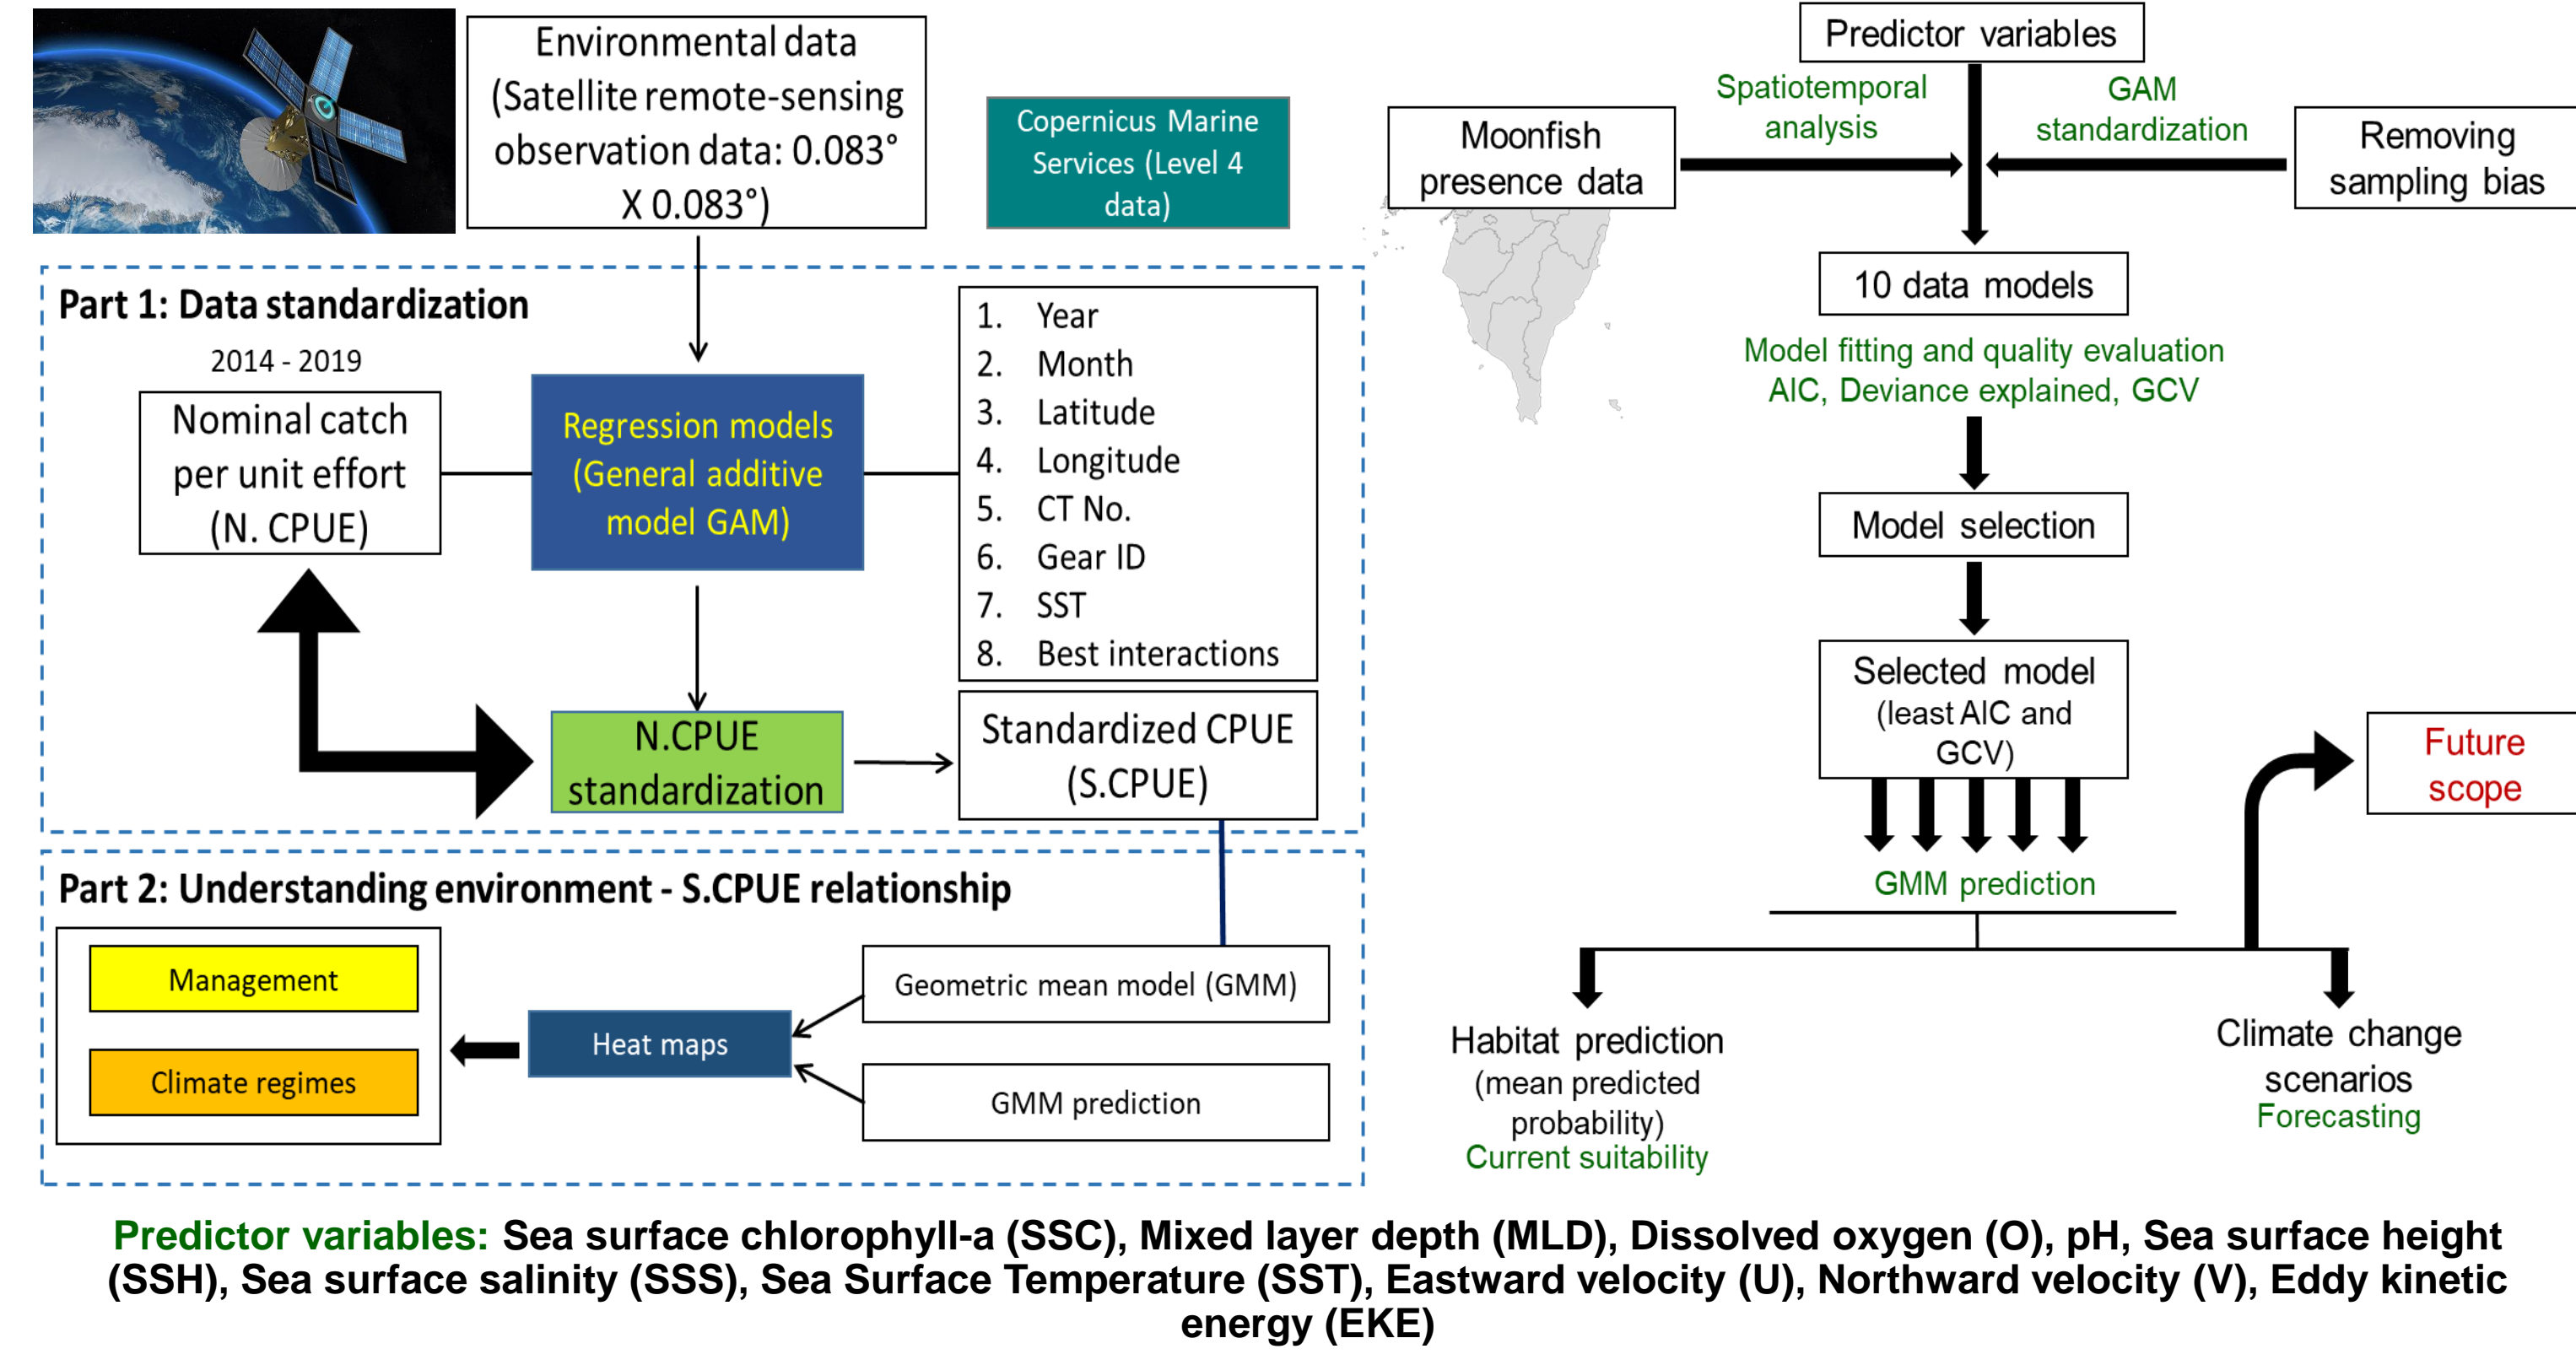 Environmental data
(Satellite remote-sensing
observation data: 0.083°
X 0.083°)
Copernicus Marine
Services (Level 4
data)
Part 1: Data standardization
2014 - 2019
Nominal catch
per unit effort
(N. CPUE)
Regression models
(General additive
model GAM)
1. Year
2. Month
3. Latitude
4. Longitude
5. CT No.
6. Gear ID
7. SST
8. Best interactions
N.CPUE
standardization
Standardized CPUE
(S.CPUE)
Part 2: Understanding environment - S.CPUE relationship
Management
Climate regimes
Heat maps
Geometric mean model (GMM)
GMM prediction
Predictor variables
Spatiotemporal
analysis
GAM
standardization
Moonfish
presence data
Removing
sampling bias
10 data models
Model fitting and quality evaluation
AIC, Deviance explained, GCV
Model selection
Selected model
(least AIC and
GCV)
Future
scope
GMM prediction
Habitat prediction
(mean predicted
probability)
Current suitability
Climate change
scenarios
Forecasting
Predictor variables: Sea surface chlorophyll-a (SSC), Mixed layer depth (MLD), Dissolved oxygen (O), pH, Sea surface height
(SSH), Sea surface salinity (SSS), Sea Surface Temperature (SST), Eastward velocity (U), Northward velocity (V), Eddy kinetic
energy (EKE)